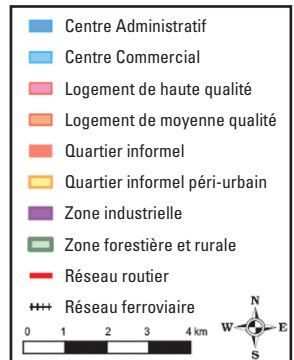 Centre Administratif
Centre Commercial
Logement de haute qualité
Logement de moyenne qualité
Quartier informel
Quartier informel péri-urbain
Zone industrielle
Zone forestière et rurale
Réseau routier
Réseau ferroviaire
0 1 2 3 4 km
N
W E
S